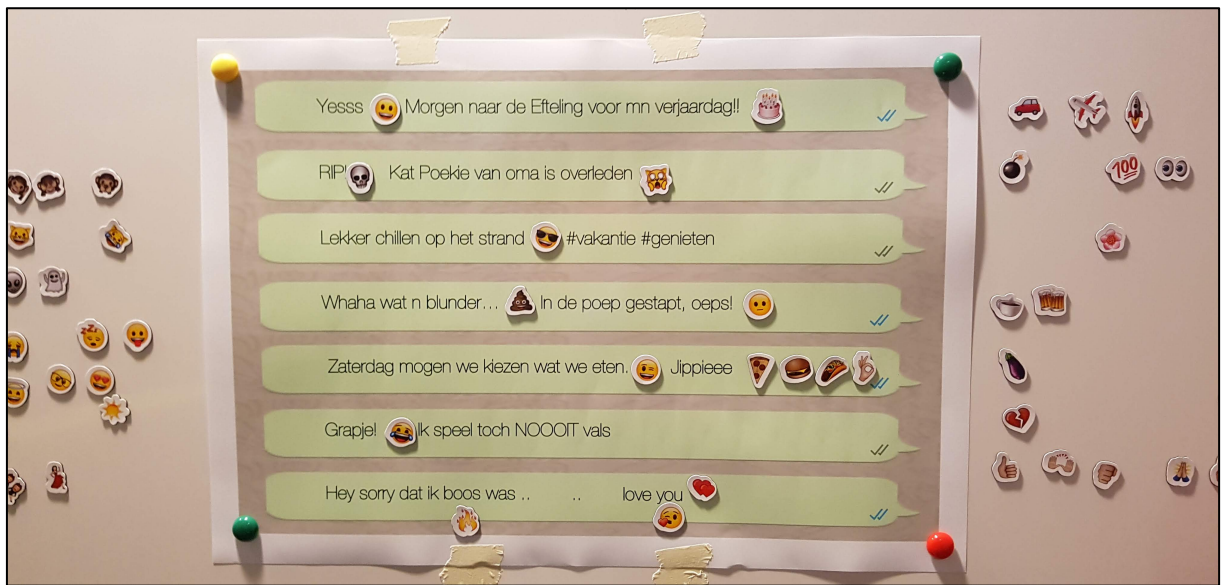 Yesss 😀 Morgen naar de Efteling voor mn verjaardag!! 🎂
RIP! 💀 Kat Poekie van oma is overleden 🙀
Lekker chillen op het strand 😎 #vakantie #genieten
Whaha wat n blunder... 💩 In de poep gestapt, oeps! 😐
Zaterdag mogen we kiezen wat we eten. 😉 Jippieee 🍕🍔🌮👌
Grapje! 😂 Ik speel toch NOOOIT vals
Hey sorry dat ik boos was .. .. love you ❤
100